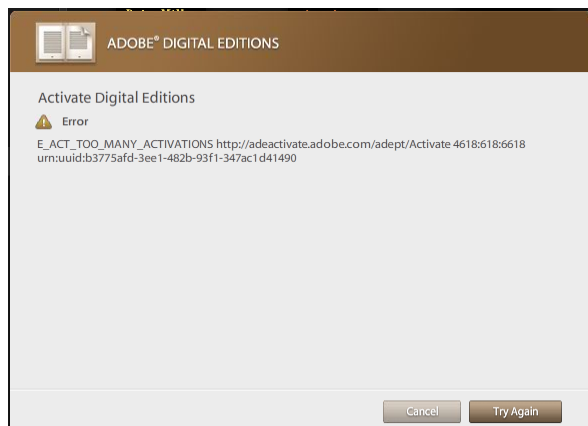 ADOBE® DIGITAL EDITIONS
Activate Digital Editions
Error
E_ACT_TOO_MANY_ACTIVATIONS http://adeactivate.adobe.com/adept/Activate 4618:618:6618
urn:uuid:b3775afd-3ee1-482b-93f1-347ac1d41490
Cancel Try Again